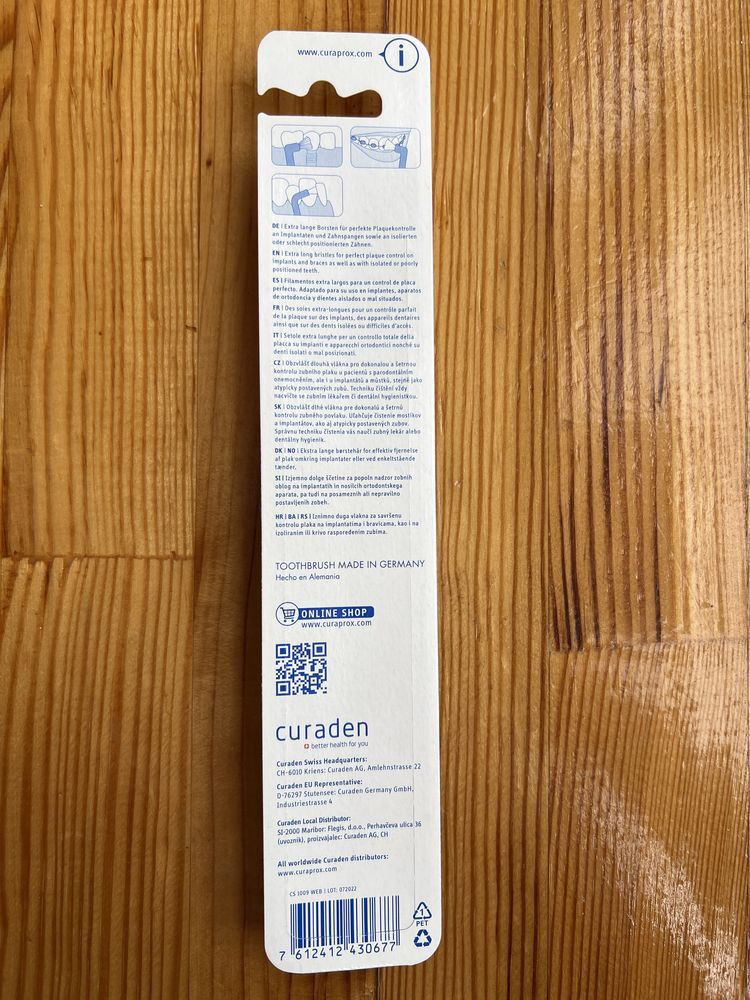 www.curaprox.com i
DE | Extra lange Borsten für perfekte Plaquekontrolle
an Implantaten und Zahnspangen sowie an isolierten
oder schlecht positionierten Zähnen.
EN | Extra long bristles for perfect plaque control on
implants and braces as well as with isolated or poorly
positioned teeth.
ES | Filamentos extra largos para un control de placa
perfecto. Adaptado para su uso en implantes, aparatos
de ortodoncia y dientes aislados o mal situados.
FR | Des soies extra-longues pour un contrôle parfait
de la plaque sur des implants, des appareils dentaires
ainsi que sur des dents isolées ou difficiles d'accès.
IT | Setole extra lunghe per un controllo totale della
placca su impianti e apparecchi ortodontici nonché su
denti isolati o mal posizionati.
CZ | Obzvlášť dlouhá vlákna pro dokonalou a šetrnou
kontrolu zubního plaku u pacientů s parodontálním
onemocněním, ale i u implantátů a můstků, stejně jako
atypicky postavených zubů. Techniku čištění vždy
nacvičte se zubním lékařem či dentální hygienistkou.
SK | Obzvlášť dlhé vlákna pre dokonalú a šetrnú
kontrolu zubného povlaku. Uľahčuje čistenie mostíkov
a implantátov, ako aj atypicky postavených zubov.
Správnu techniku čistenia vás naučí zubný lekár alebo
dentálny hygienik.
DK | NO | Ekstra lange børstehår for effektiv fjernelse
af plak omkring implantater eller ved enkeltstående
tænder.
SI | Izjemno dolge ščetine za popoln nadzor zobnih
oblog na implantatih in nosilcih ortodontskega
aparata, pa tudi na posameznih ali nepravilno
postavljenih zobeh.
HR | BA | RS | Iznimno duga vlakna za savršenu
kontrolu plaka na implantatima i bravicama, kao i na
izoliranim ili krivo raspoređenim zubima.
TOOTHBRUSH MADE IN GERMANY
Hecho en Alemania
ONLINE SHOP
www.curaprox.com
curaden
better health for you
Curaden Swiss Headquarters:
CH-6010 Kriens: Curaden AG, Amlehnstrasse 22
Curaden EU Representative:
D-76297 Stutensee: Curaden Germany GmbH,
Industriestrasse 4
Curaden Local Distributor:
SI-2000 Maribor: Flegis, d.o.o., Perhavčeva ulica 36
(uvoznik), proizvajalec: Curaden AG, CH
All worldwide Curaden distributors:
www.curaprox.com
CS 1009 WEB | LOT: 072022
1
PET
7 612412 430677